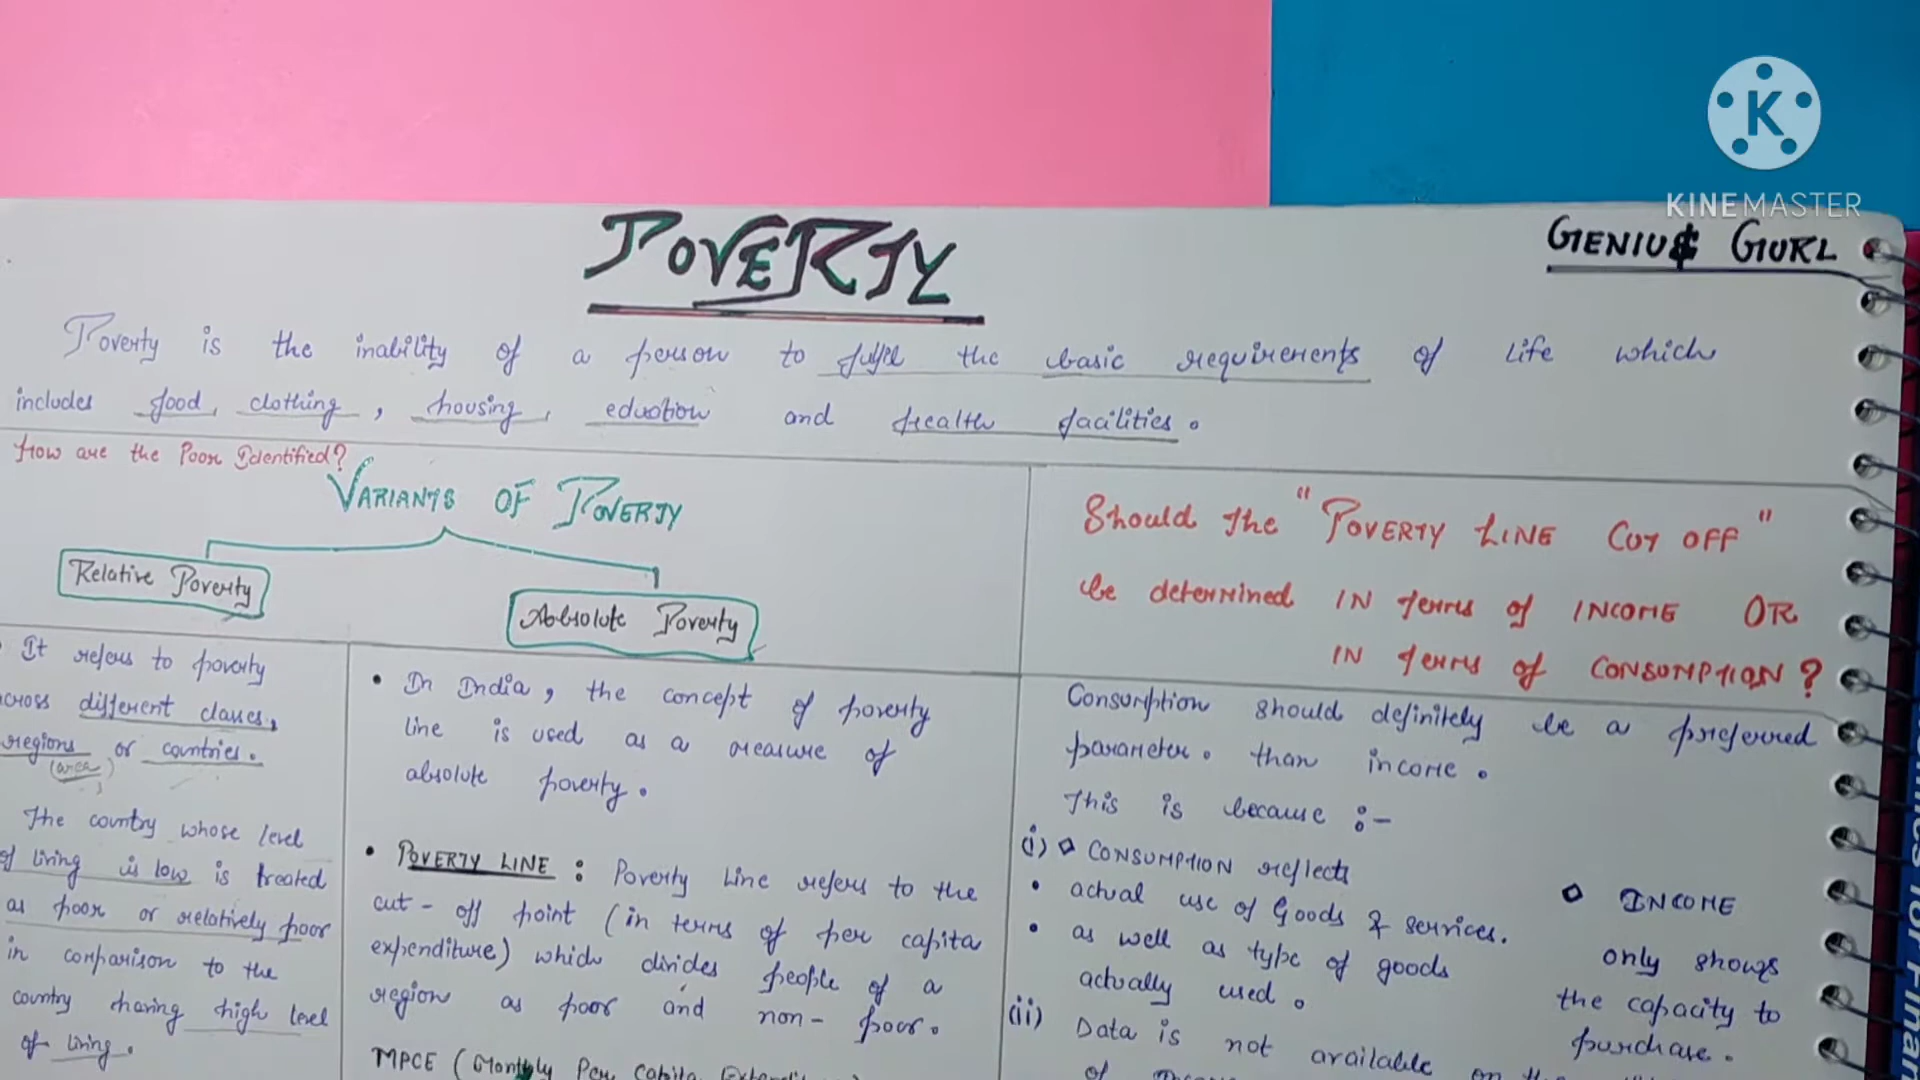 KINEMASTER
POVERTY
GENIU$ GIURL
Poverty is the inability of a person to fulfil the basic requirements of life which
includes food, clothing, housing, eduction and health facilities.
How are the Poor Identified?
VARIANTS OF POVERTY
Relative Poverty
Absolute Poverty
It refers to poverty
across different classes,
regions or countries.
(area)
The country whose level
of living is low is treated
as poor or relatively poor
in comparison to the
country having high level
of living.
• In India, the concept of poverty
line is used as a measure of
absolute poverty.
• POVERTY LINE : Poverty Line refers to the
cut-off point (in terms of per capita
expenditure) which divides people of a
region as poor and non-poor.
MPCE (Monthly Per Capita
Should the "POVERTY LINE CUT OFF"
be determined IN terms of INCOME OR
IN terms of CONSUMPTION?
Consumption should definitely be a preferred
parameter. than income.
This is because :-
(i) ◇ CONSUMPTION reflects
• actual use of Goods & services.
• as well as type of goods
actually used.
◇ INCOME
only shows
the capacity to
purchase.
(ii) Data is not available on the
of